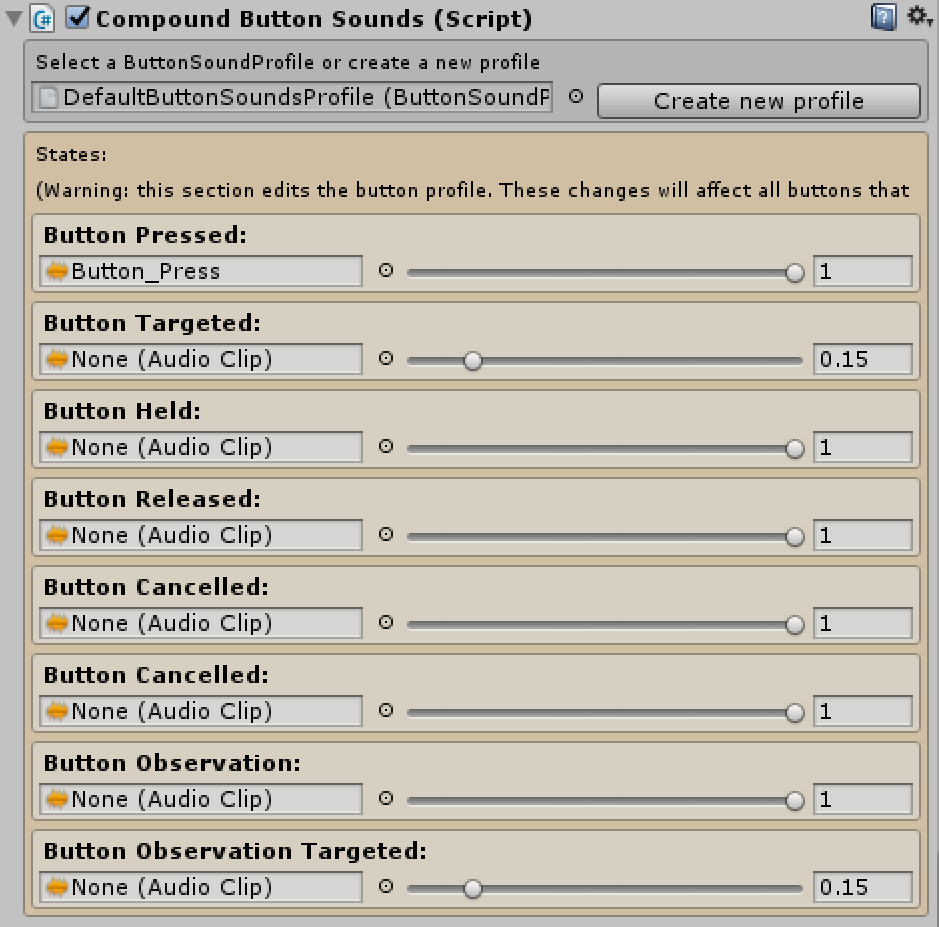 Compound Button Sounds (Script)
Select a ButtonSoundProfile or create a new profile
DefaultButtonSoundsProfile (ButtonSoundP
Create new profile
States:
(Warning: this section edits the button profile. These changes will affect all buttons that
Button Pressed:
Button_Press 1
Button Targeted:
None (Audio Clip) 0.15
Button Held:
None (Audio Clip) 1
Button Released:
None (Audio Clip) 1
Button Cancelled:
None (Audio Clip) 1
Button Cancelled:
None (Audio Clip) 1
Button Observation:
None (Audio Clip) 1
Button Observation Targeted:
None (Audio Clip) 0.15